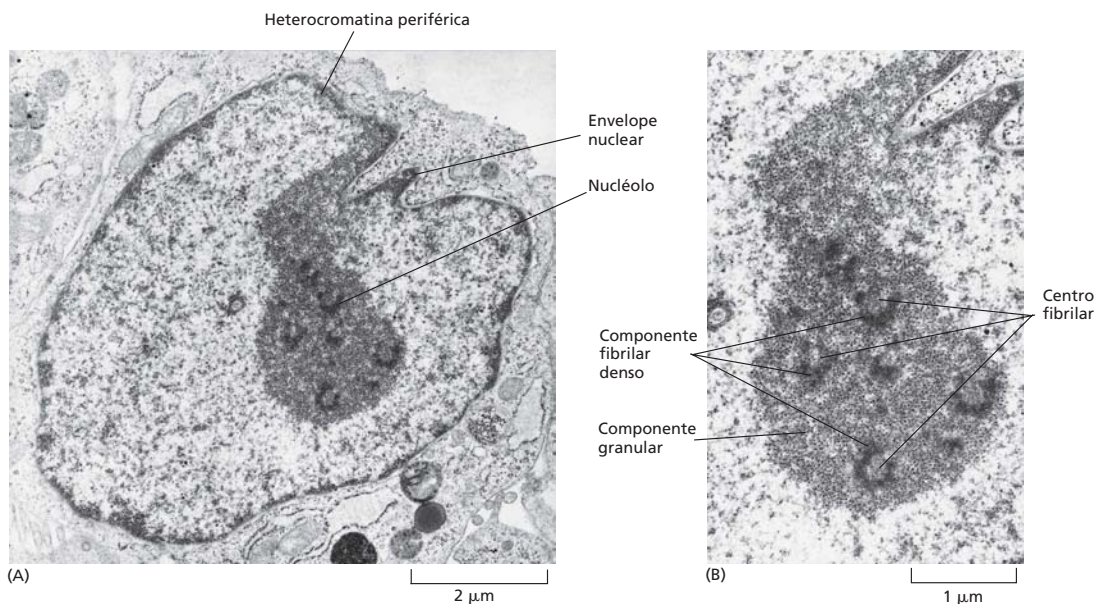 Heterocromatina periférica
Envelope
nuclear
Nucléolo
(A)
2 μm
Componente
fibrilar
denso
Componente
granular
Centro
fibrilar
(B)
1 μm